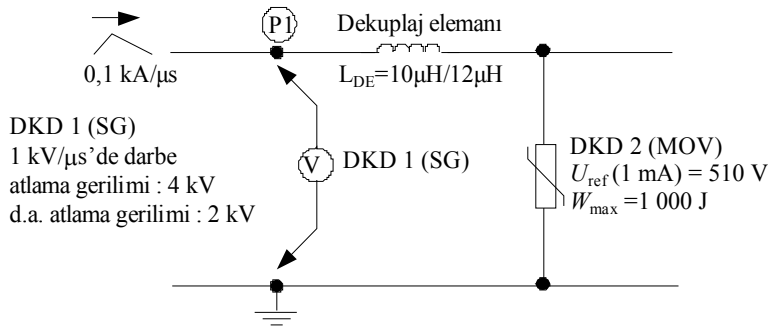 P1
Dekuplaj elemanı
0,1 kA/μs
L_DE=10μH/12μH
DKD 1 (SG)
1 kV/μs’de darbe
atlama gerilimi : 4 kV
d.a. atlama gerilimi : 2 kV
V
DKD 1 (SG)
DKD 2 (MOV)
U_ref (1 mA) = 510 V
W_max =1 000 J